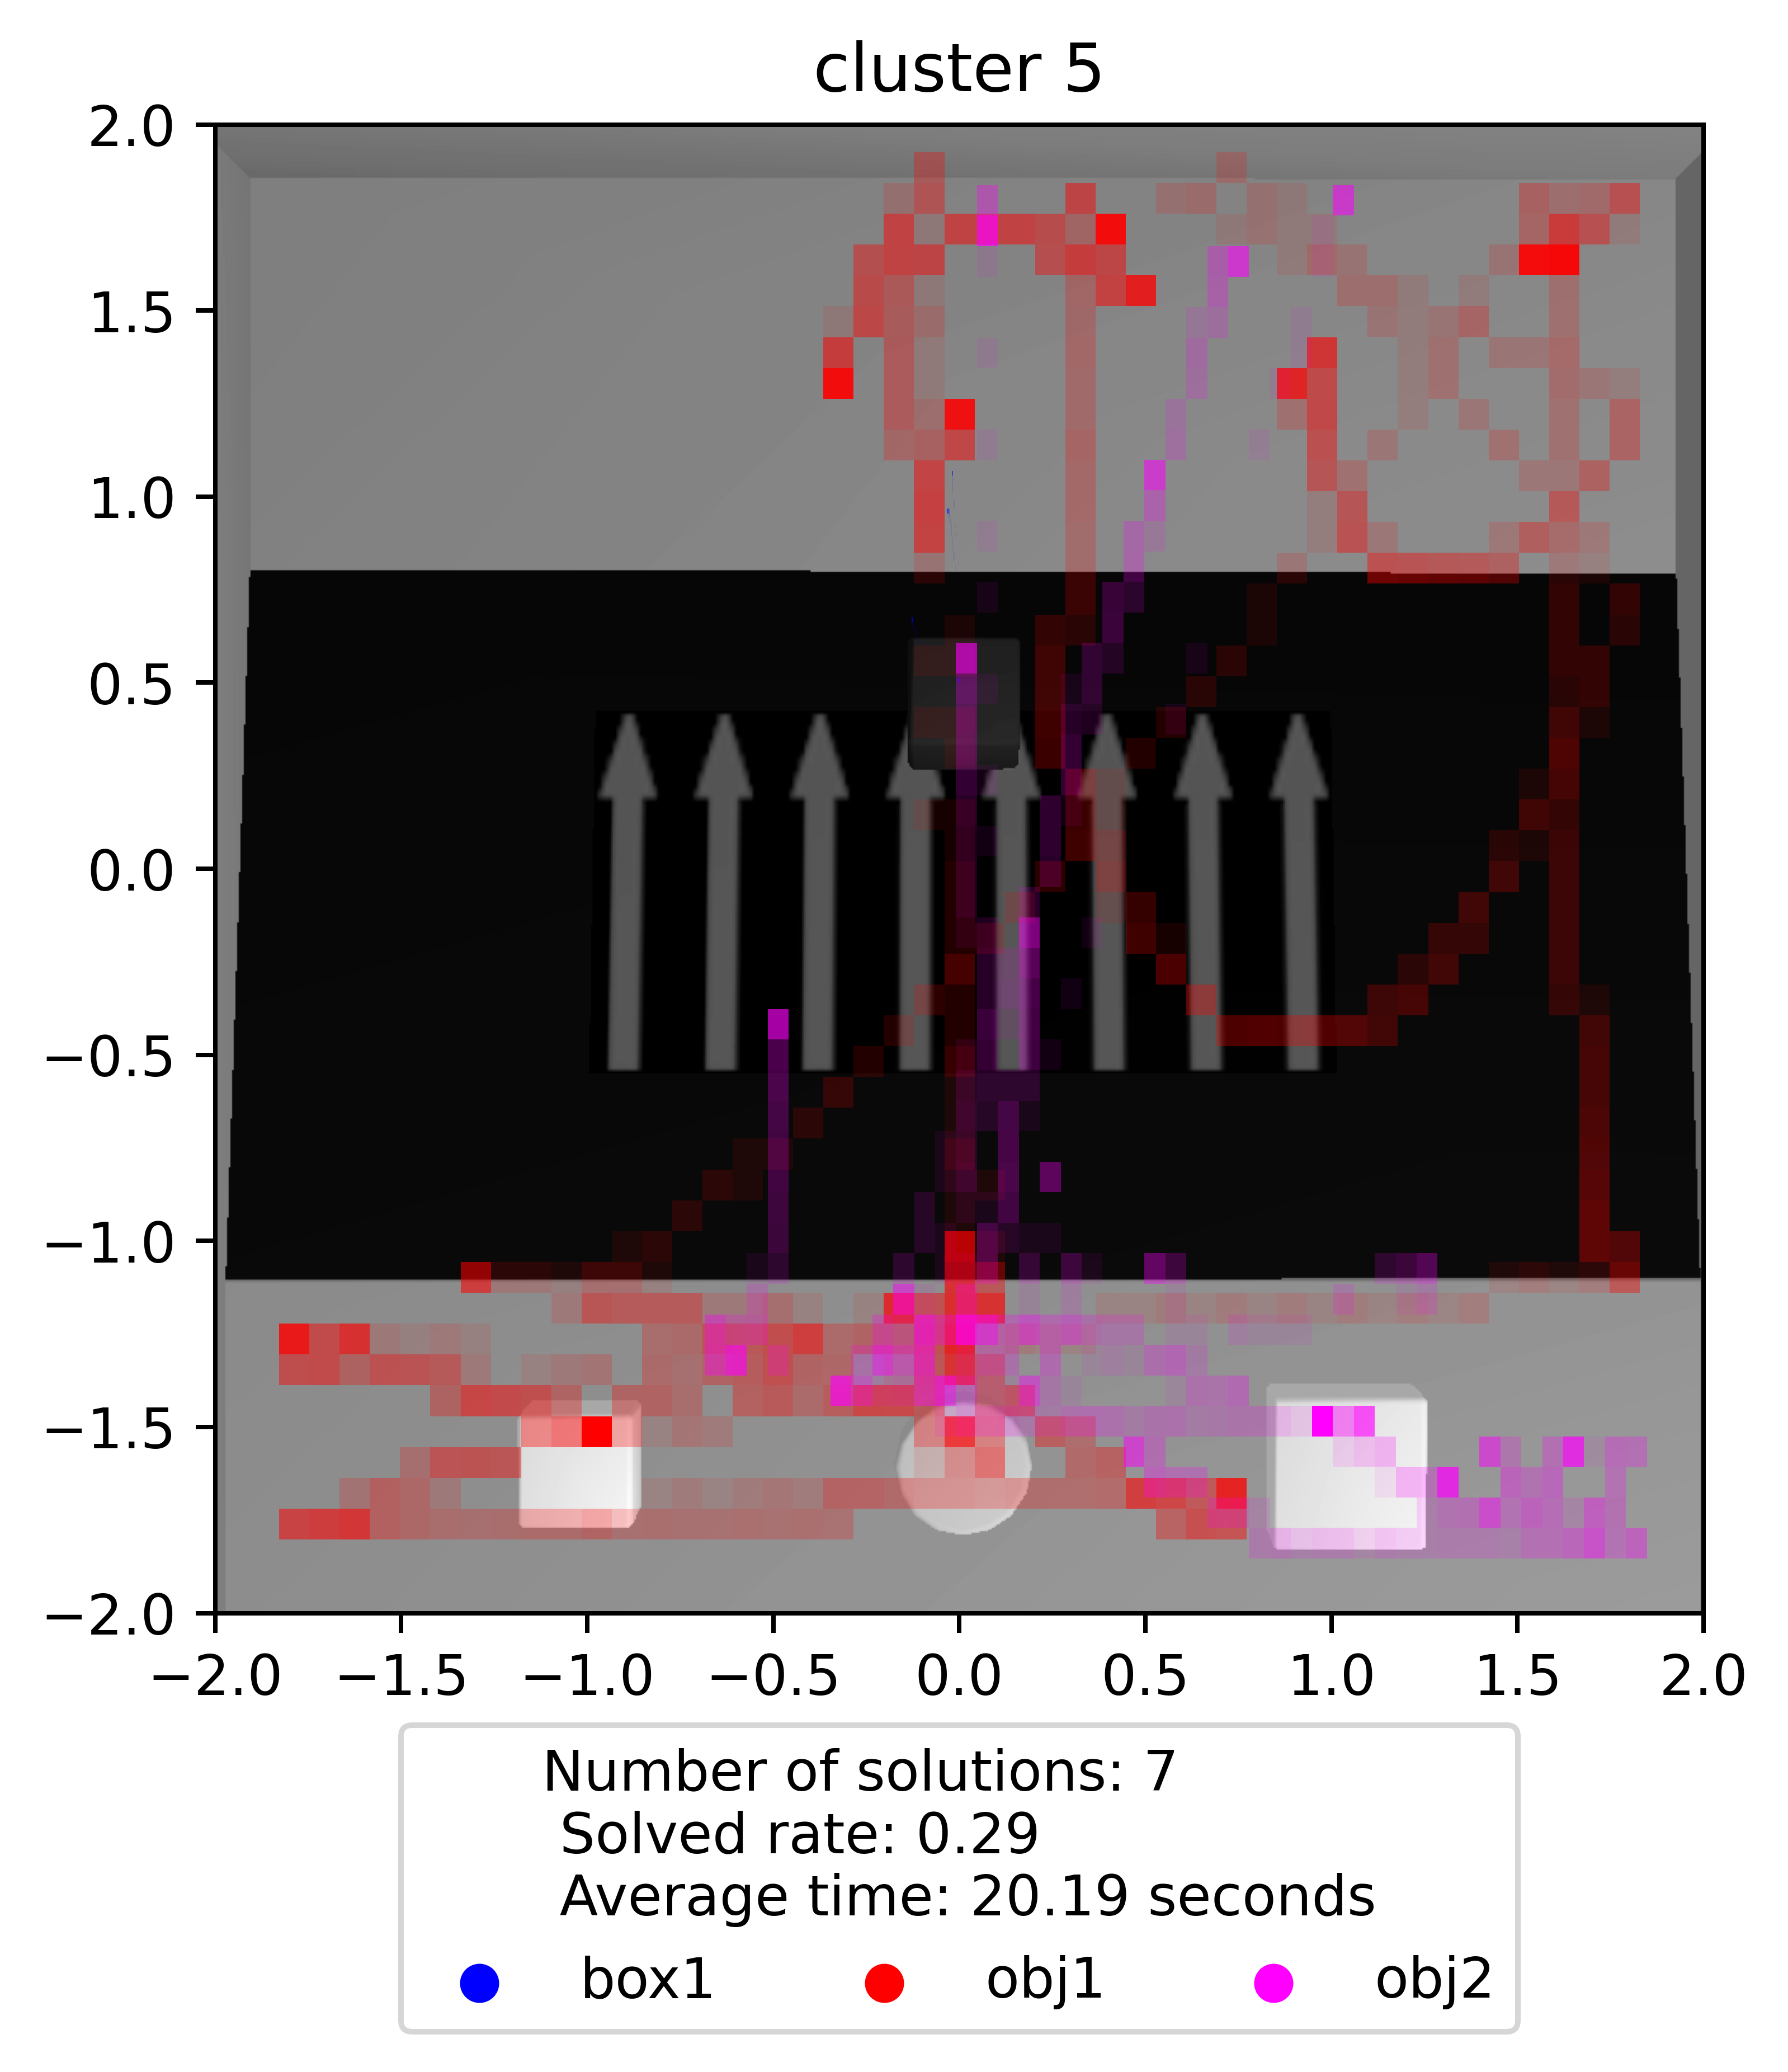 cluster 5
2.0
1.5
1.0
0.5
0.0
−0.5
−1.0
−1.5
−2.0
−2.0 −1.5 −1.0 −0.5 0.0 0.5 1.0 1.5 2.0
Number of solutions: 7
Solved rate: 0.29
Average time: 20.19 seconds
box1 obj1 obj2